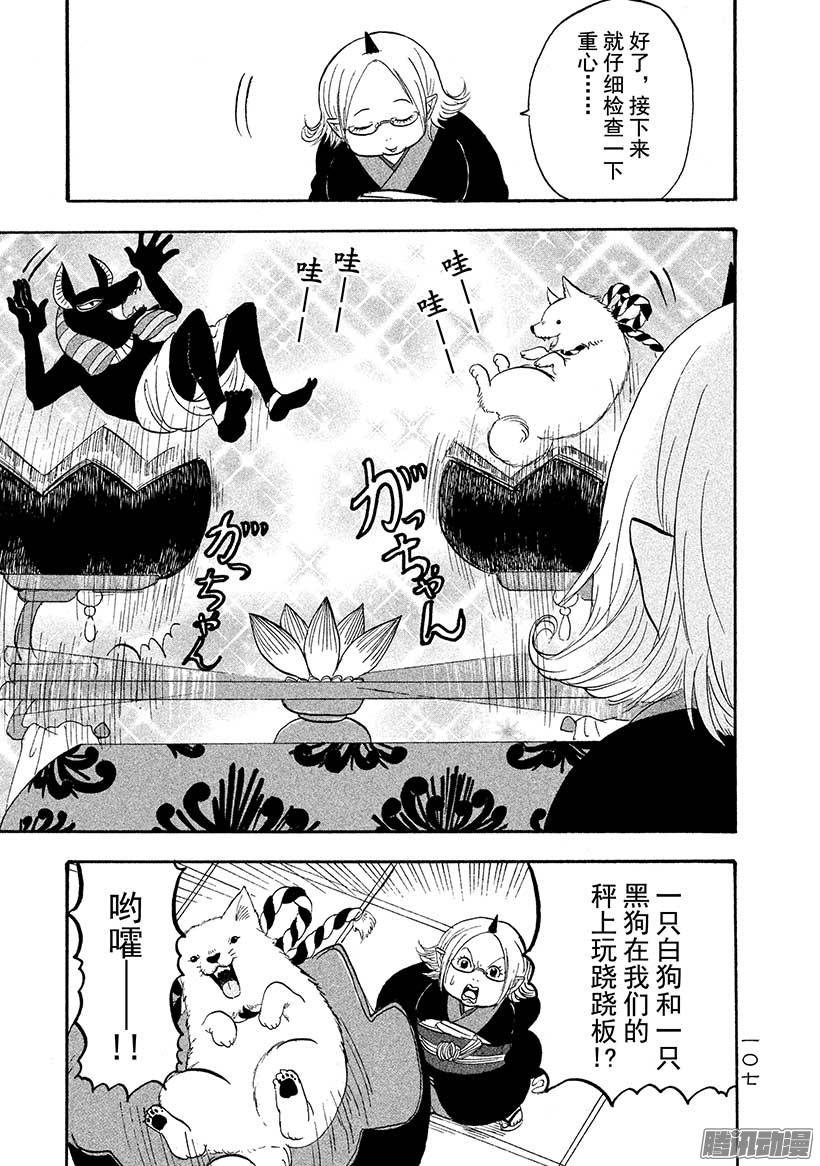 好了，接下来
就仔细检查一下
重心……
哇——
哇——
哇——
哇——
がっちゃん
がっちゃん
一只白狗和一只
黑狗在我们的
秤上玩跷跷板!?
哟嚯——!!
一〇七
腾讯动漫